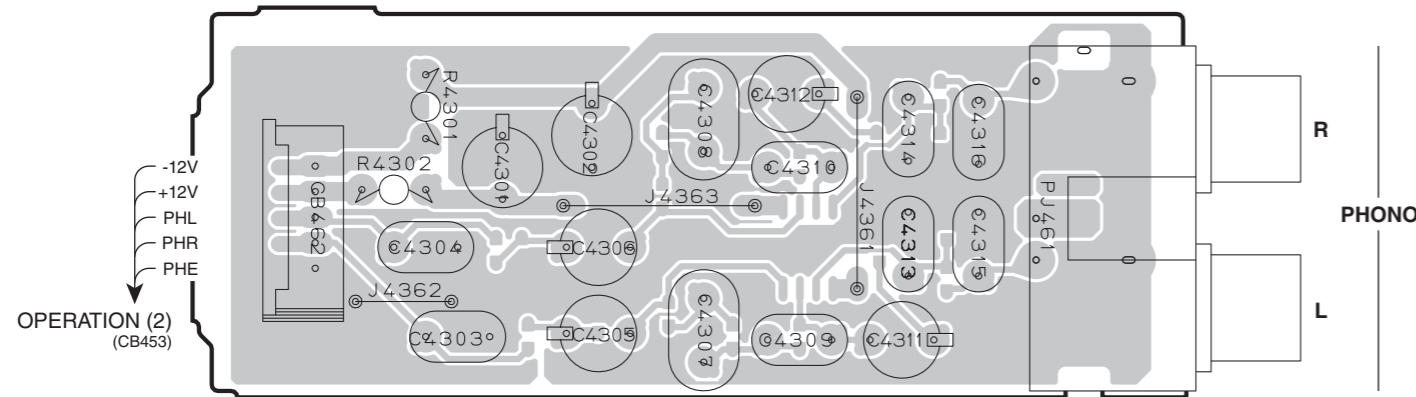 -12V
+12V
PHL
PHR
PHE
OPERATION (2)
(CB453)
CB462
R4301
R4302
C4301
C4302
C4308
C4312
C4310
C4314
C4316
J4363
J4361
PJ461
C4304
C4306
C4313
C4315
J4362
C4303
C4305
C4307
C4309
C4311
R
PHONO
L